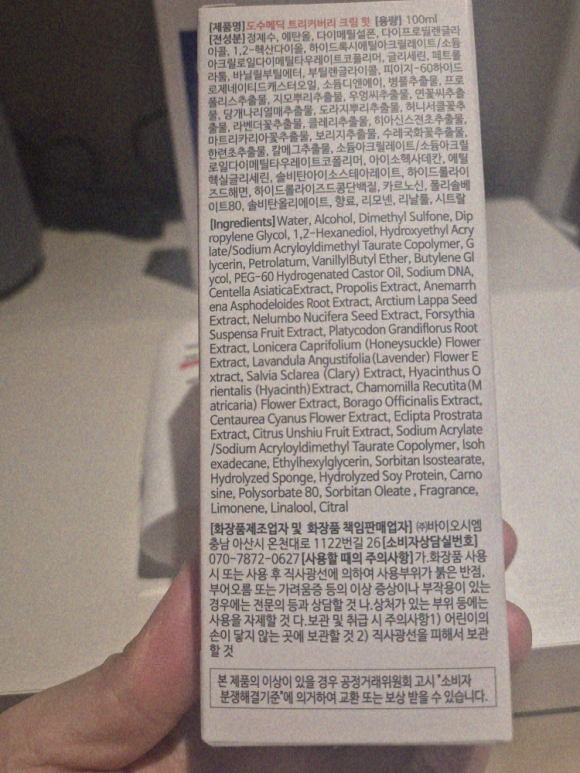 [제품명]도수메딕 트리커버리 크림 핫 [용량] 100ml
[전성분] 정제수, 에탄올, 다이메틸설폰, 다이프로필렌글라
이콜, 1,2-헥산다이올, 하이드록시에틸아크릴레이트/소듐
아크릴로일다이메틸타우레이트코폴리머, 글리세린, 페트롤
라툼, 바닐릴부틸에터, 부틸렌글라이콜, 피이지-60하이드
로제네이티드캐스터오일, 소듐디엔에이, 병풀추출물, 프로
폴리스추출물, 지모뿌리추출물, 우엉씨추출물, 연꽃씨추출
물, 당개나리열매추출물, 도라지뿌리추출물, 허니서클꽃추
출물, 라벤더꽃추출물, 클레리추출물, 히아신스전초추출물,
마트리카리아꽃추출물, 보리지추출물, 수레국화꽃추출물,
한련초추출물, 칼메그추출물, 소듐아크릴레이트/소듐아크릴
로일다이메틸타우레이트코폴리머, 아이소헥사데칸, 에틸
헥실글리세린, 솔비탄아이소스테아레이트, 하이드롤라이
즈드해면, 하이드롤라이즈드콩단백질, 카르노신, 폴리솔베
이트80, 솔비탄올리에이트, 향료, 리모넨, 리날룰, 시트랄
[Ingredients] Water, Alcohol, Dimethyl Sulfone, Dip
ropylene Glycol, 1,2-Hexanediol, Hydroxyethyl Acry
late/Sodium Acryloyldimethyl Taurate Copolymer, G
lycerin, Petrolatum, VanillylButyl Ether, Butylene Gl
ycol, PEG-60 Hydrogenated Castor Oil, Sodium DNA,
Centella AsiaticaExtract, Propolis Extract, Anemarrh
ena Asphodeloides Root Extract, Arctium Lappa Seed
Extract, Nelumbo Nucifera Seed Extract, Forsythia
Suspensa Fruit Extract, Platycodon Grandiflorus Root
Extract, Lonicera Caprifolium (Honeysuckle) Flower
Extract, Lavandula Angustifolia(Lavender) Flower E
xtract, Salvia Sclarea (Clary) Extract, Hyacinthus O
rientalis (Hyacinth)Extract, Chamomilla Recutita(M
atricaria) Flower Extract, Borago Officinalis Extract,
Centaurea Cyanus Flower Extract, Eclipta Prostrata
Extract, Citrus Unshiu Fruit Extract, Sodium Acrylate
/Sodium Acryloyldimethyl Taurate Copolymer, Isoh
exadecane, Ethylhexylglycerin, Sorbitan Isostearate,
Hydrolyzed Sponge, Hydrolyzed Soy Protein, Carno
sine, Polysorbate 80, Sorbitan Oleate , Fragrance,
Limonene, Linalool, Citral
[화장품제조업자 및 화장품 책임판매업자] ㈜바이오시엠
충남 아산시 온천대로 1122번길 26 [소비자상담실번호]
070-7872-0627 [사용할 때의 주의사항] 가.화장품 사용
시 또는 사용 후 직사광선에 의하여 사용부위가 붉은 반점,
부어오름 또는 가려움증 등의 이상 증상이나 부작용이 있는
경우에는 전문의 등과 상담할 것 나.상처가 있는 부위 등에는
사용을 자제할 것 다.보관 및 취급 시 주의사항1) 어린이의
손이 닿지 않는 곳에 보관할 것 2) 직사광선을 피해서 보관
할 것
본 제품의 이상이 있을 경우 공정거래위원회 고시 "소비자
분쟁해결기준"에 의거하여 교환 또는 보상 받을 수 있습니다.